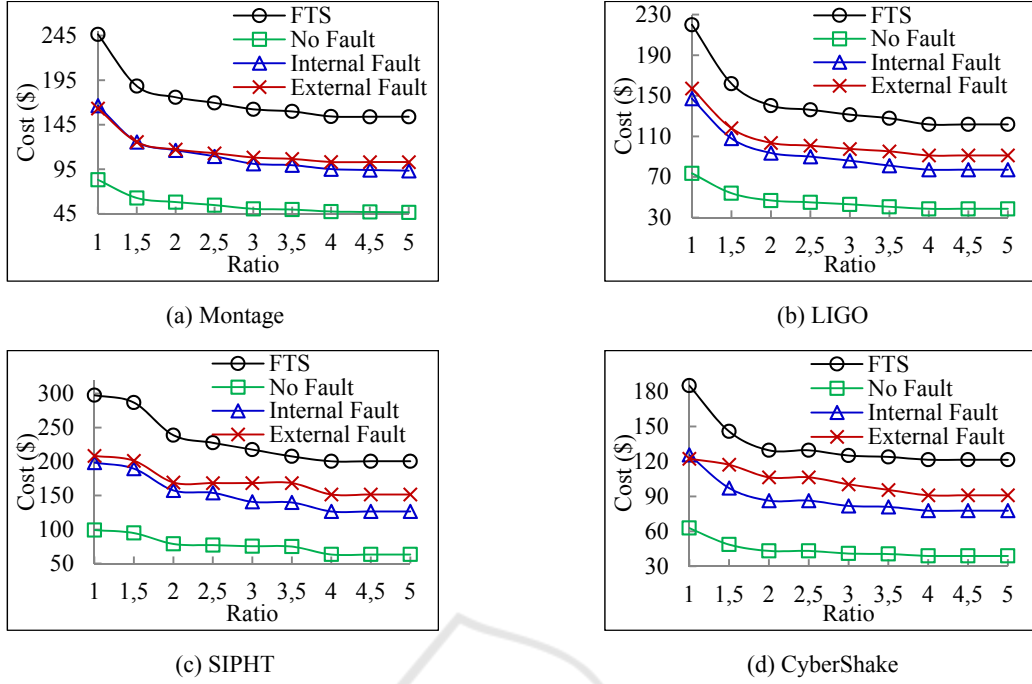 FTS
No Fault
Internal Fault
External Fault
Cost ($)
245
195
145
95
45
1 1,5 2 2,5 3 3,5 4 4,5 5
Ratio
(a) Montage
FTS
No Fault
Internal Fault
External Fault
Cost ($)
230
190
150
110
70
30
1 1,5 2 2,5 3 3,5 4 4,5 5
Ratio
(b) LIGO
FTS
No Fault
Internal Fault
External Fault
Cost ($)
300
250
200
150
100
50
1 1,5 2 2,5 3 3,5 4 4,5 5
Ratio
(c) SIPHT
FTS
No Fault
Internal Fault
External Fault
Cost ($)
180
150
120
90
60
30
1 1,5 2 2,5 3 3,5 4 4,5 5
Ratio
(d) CyberShake